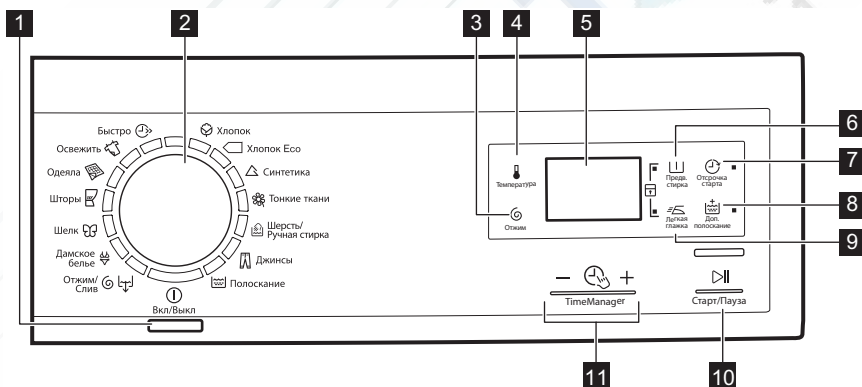 1
2
3
4
5
6
7
8
9
10
11
Быстро
Освежить
Одеяла
Шторы
Шелк
Дамское
белье
Отжим/
Слив
Вкл/Выкл
Хлопок
Хлопок Eco
Синтетика
Тонкие ткани
Шерсть/
Ручная стирка
Джинсы
Полоскание
Температура
Отжим
Предв.
стирка
Отсрочка
старта
Легкая
глажка
Доп.
полоскание
− +
TimeManager
Старт/Пауза